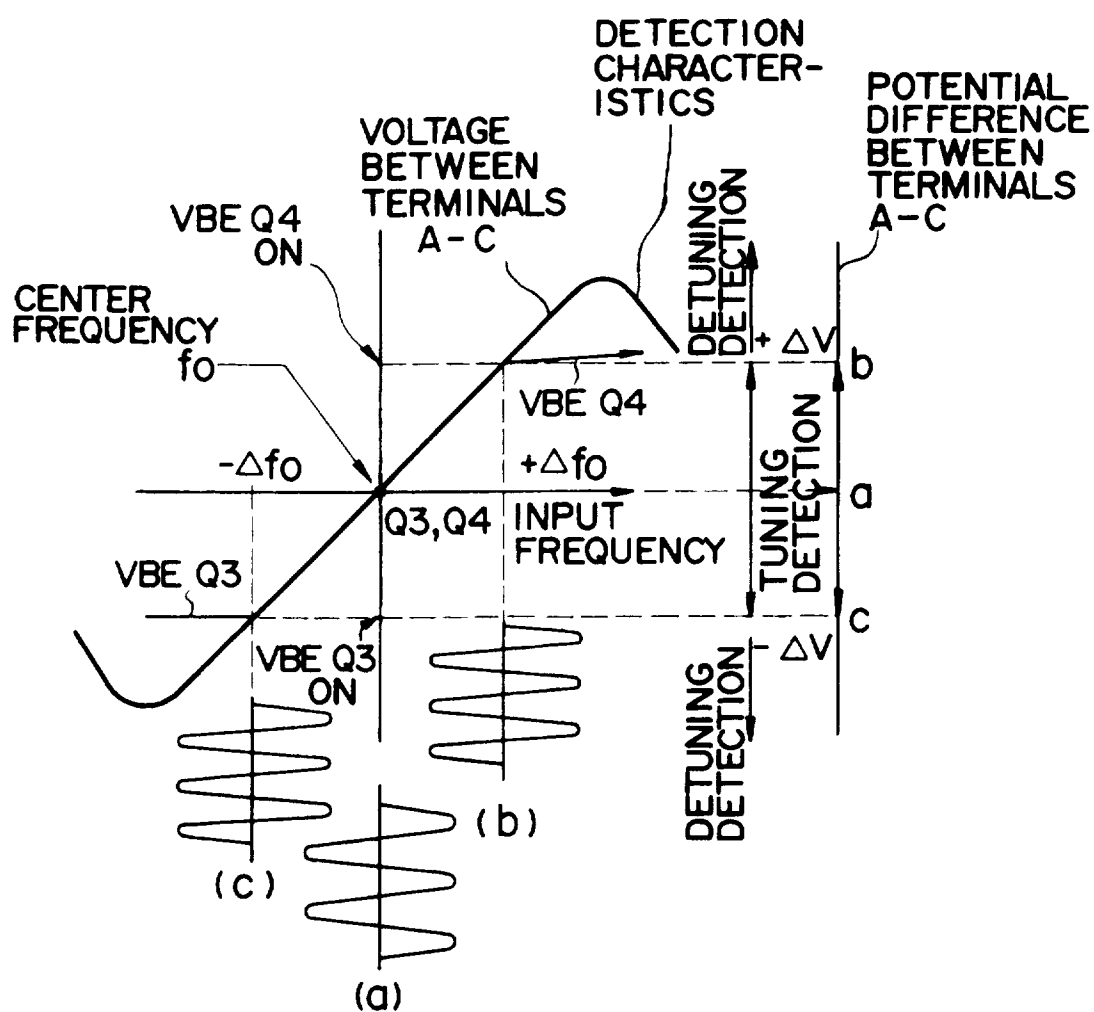 DETECTION
CHARACTER-
ISTICS
POTENTIAL
DIFFERENCE
BETWEEN
TERMINALS
A-C
VOLTAGE
BETWEEN
TERMINALS
A-C
VBE Q4
ON
CENTER
FREQUENCY
fo
DETUNING
DETECTION
+ ΔV
b
VBE Q4
-Δfo
+Δfo
TUNING
DETECTION
a
Q3,Q4
INPUT
FREQUENCY
VBE Q3
c
VBE Q3
ON
- ΔV
DETUNING
DETECTION
(b)
(c)
(a)